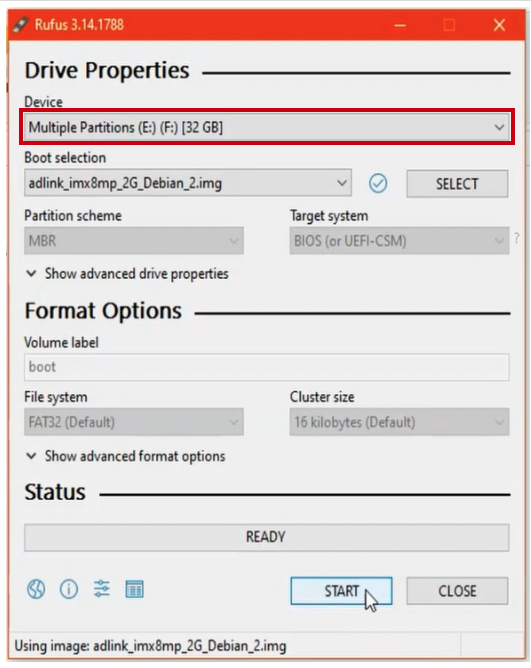 Rufus 3.14.1788
Drive Properties
Device
Multiple Partitions (E:) (F:) [32 GB]
Boot selection
adlink_imx8mp_2G_Debian_2.img
SELECT
Partition scheme
Target system
MBR
BIOS (or UEFI-CSM)
?
Show advanced drive properties
Format Options
Volume label
boot
File system
Cluster size
FAT32 (Default)
16 kilobytes (Default)
Show advanced format options
Status
READY
START
CLOSE
Using image: adlink_imx8mp_2G_Debian_2.img